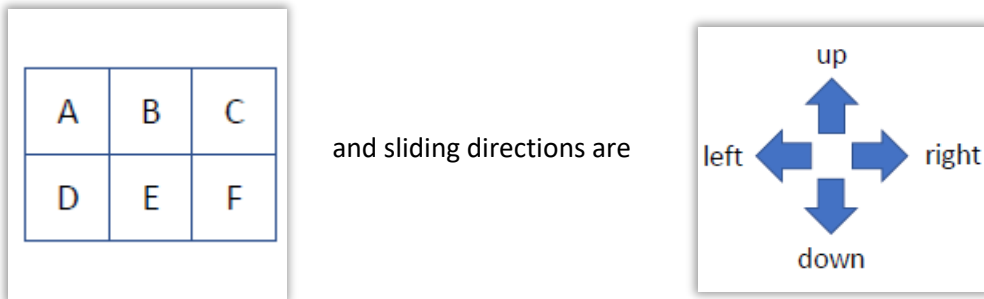 A B C
D E F
and sliding directions are
up
left right
down